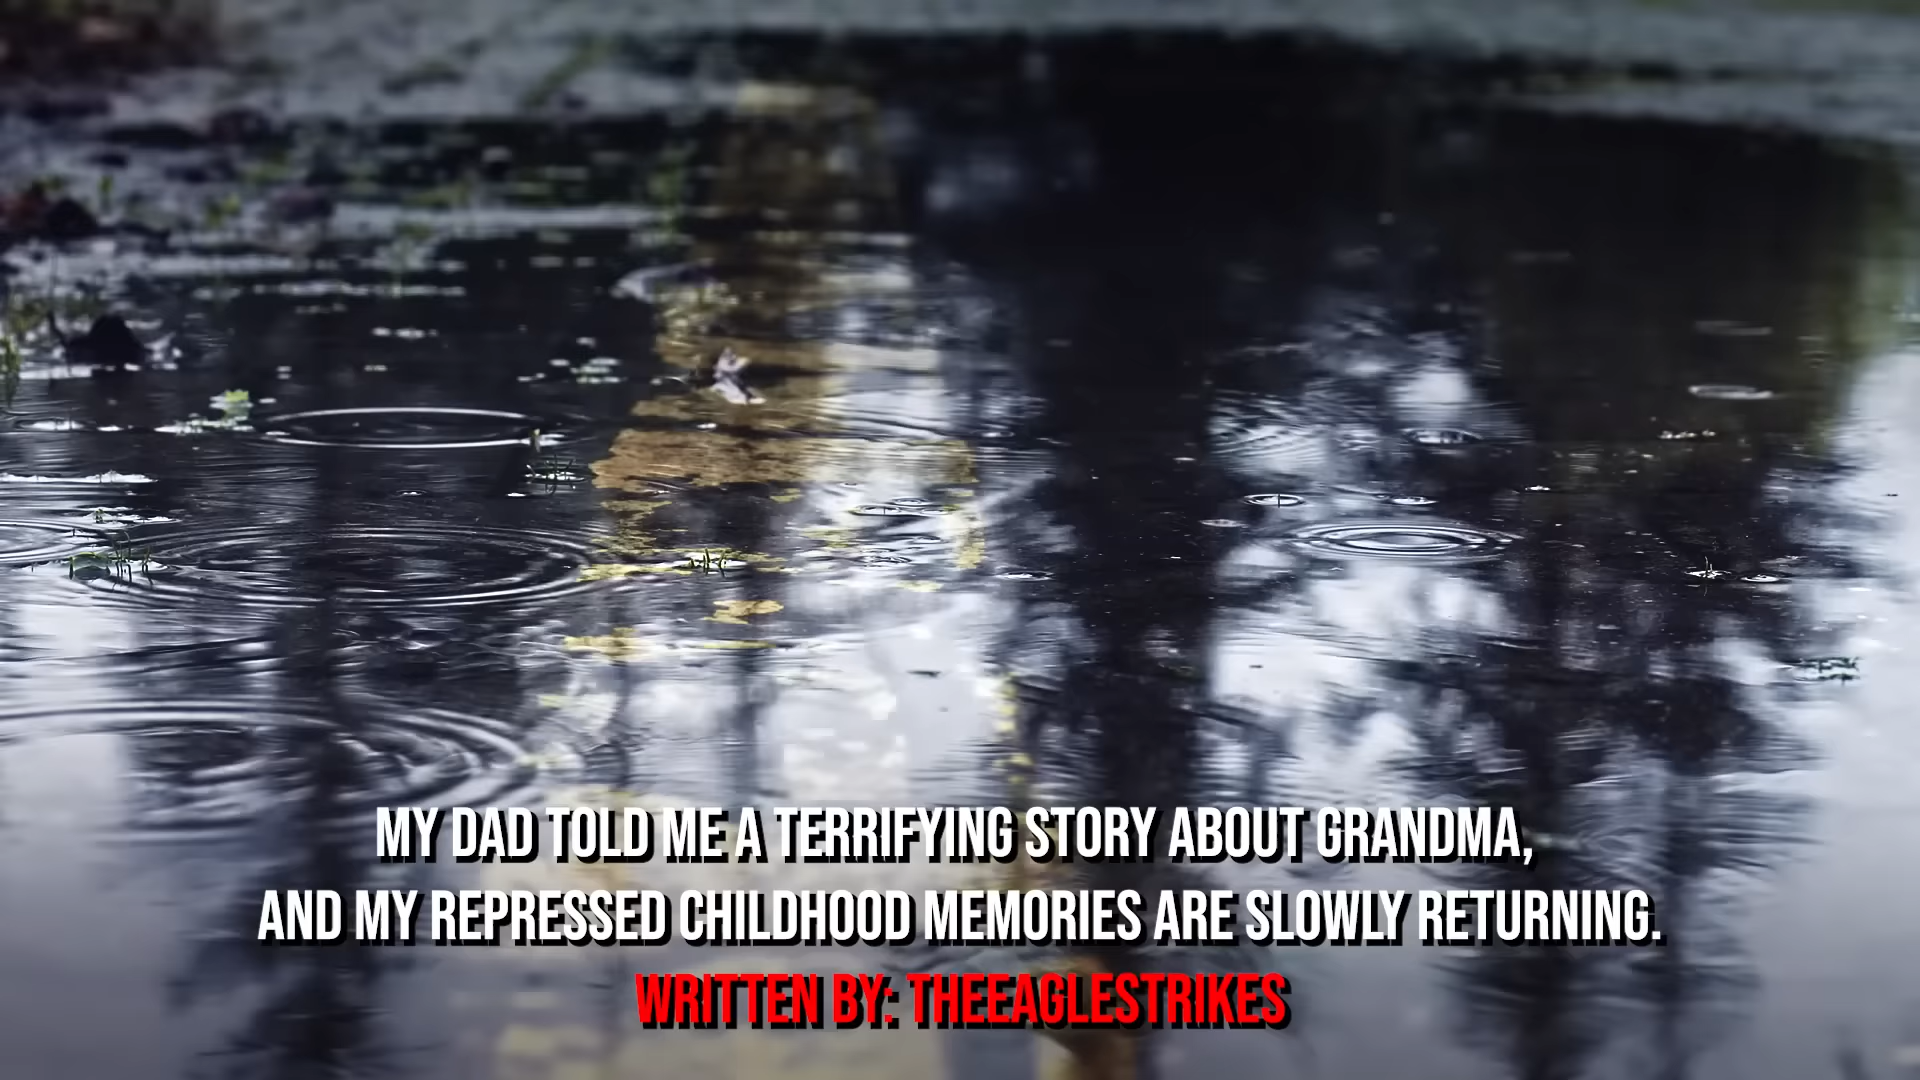 MY DAD TOLD ME A TERRIFYING STORY ABOUT GRANDMA,
AND MY REPRESSED CHILDHOOD MEMORIES ARE SLOWLY RETURNING.
WRITTEN BY: THEEAGLESTRIKES